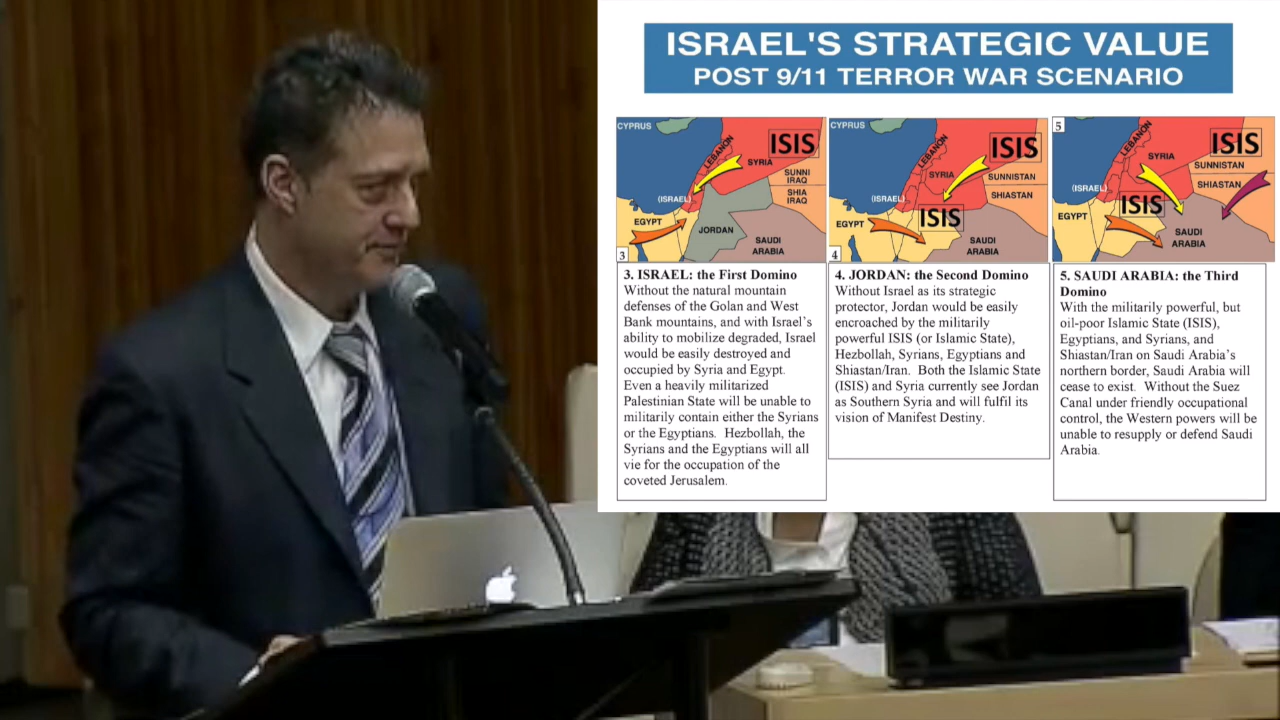 ISRAEL'S STRATEGIC VALUE
POST 9/11 TERROR WAR SCENARIO
CYPRUS
LEBANON
SYRIA
ISIS
SUNNI
IRAQ
SHIA
IRAQ
(ISRAEL)
EGYPT
JORDAN
SAUDI
ARABIA
3
CYPRUS
LEBANON
SYRIA
ISIS
SUNNISTAN
SHIASTAN
(ISRAEL)
ISIS
EGYPT
SAUDI
ARABIA
4
5
LEBANON
SYRIA
ISIS
SUNNISTAN
SHIASTAN
(ISRAEL)
ISIS
EGYPT
SAUDI
ARABIA
3. ISRAEL: the First Domino
Without the natural mountain
defenses of the Golan and West
Bank mountains, and with Israel's
ability to mobilize degraded, Israel
would be easily destroyed and
occupied by Syria and Egypt.
Even a heavily militarized
Palestinian State will be unable to
militarily contain either the Syrians
or the Egyptians. Hezbollah, the
Syrians and the Egyptians will all
vie for the occupation of the
coveted Jerusalem.
4. JORDAN: the Second Domino
Without Israel as its strategic
protector, Jordan would be easily
encroached by the militarily
powerful ISIS (or Islamic State),
Hezbollah, Syrians, Egyptians and
Shiastan/Iran. Both the Islamic State
(ISIS) and Syria currently see Jordan
as Southern Syria and will fulfil its
vision of Manifest Destiny.
5. SAUDI ARABIA: the Third
Domino
With the militarily powerful, but
oil-poor Islamic State (ISIS),
Egyptians, and Syrians, and
Shiastan/Iran on Saudi Arabia's
northern border, Saudi Arabia will
cease to exist. Without the Suez
Canal under friendly occupational
control, the Western powers will be
unable to resupply or defend Saudi
Arabia.